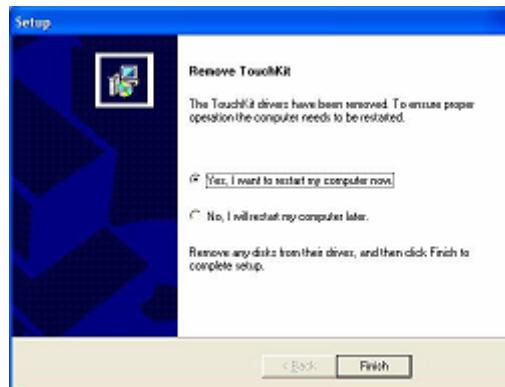 Setup
Remove TouchKit
The TouchKit drivers have been removed. To ensure proper
operation the computer needs to be restarted.
Yes, I want to restart my computer now.
No, I will restart my computer later.
Remove any disks from their drives, and then click Finish to
complete setup.
< Back
Finish